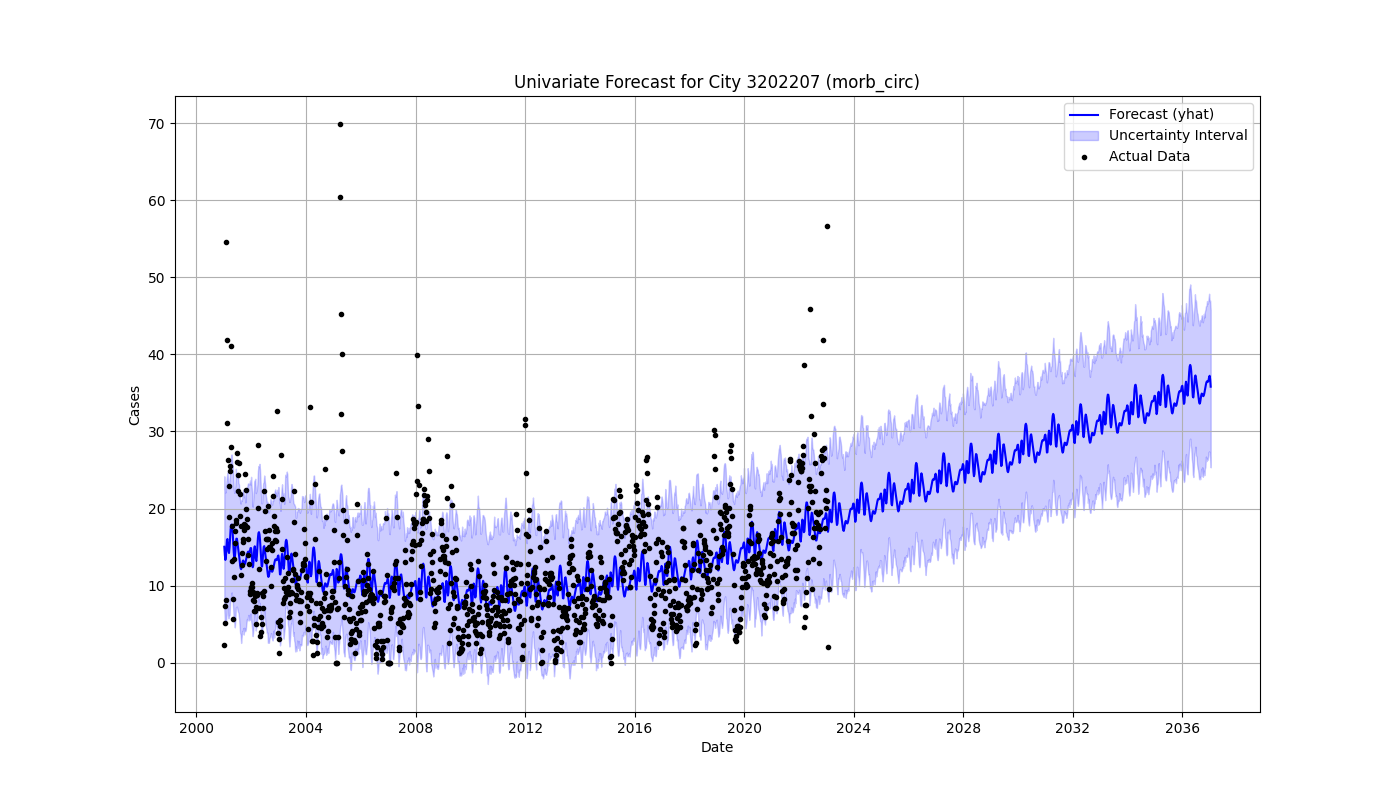 Univariate Forecast for City 3202207 (morb_circ)
Forecast (yhat)
Uncertainty Interval
Actual Data
70
60
50
40
30
20
10
0
Cases
2000 2004 2008 2012 2016 2020 2024 2028 2032 2036
Date